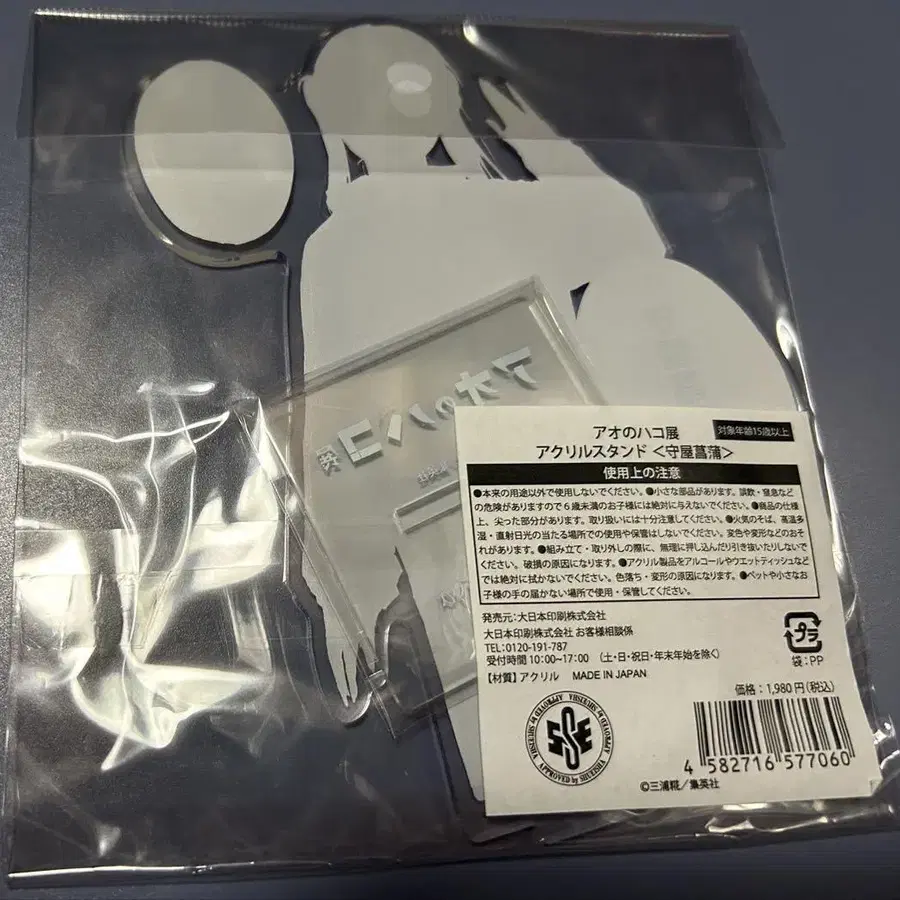 アオのハコ展
アオのハコ展
対象年齢15歳以上
アクリルスタンド <守屋菖蒲>
使用上の注意
●本来の用途以外で使用しないでください。●小さな部品があります。誤飲・窒息など
の危険がありますので6歳未満のお子様には絶対に与えないでください。●商品の仕様
上、尖った部分があります。取り扱いには十分注意してください。●火気のそば、高温多
湿・直射日光の当たる場所での使用や保管はしないでください。変色や変形などのおそ
れがあります。●組み立て・取り外しの際に、無理に押し込んだり引き抜いたりしないで
ください。破損の原因になります。●アクリル製品をアルコールやウエットティッシュなど
では絶対に拭かないでください。色落ち・変形の原因になります。●ペットや小さなお
子様の手の届かない場所で使用・保管してください。
発売元:大日本印刷株式会社
大日本印刷株式会社 お客様相談係
TEL:0120-191-787
受付時間 10:00~17:00 (土・日・祝日・年末年始を除く)
【材質】アクリル MADE IN JAPAN
プラ
袋:PP
価格:1,980円(税込)
APPROVED by SHUEISHA
4 582716 577060
©三浦糀/集英社